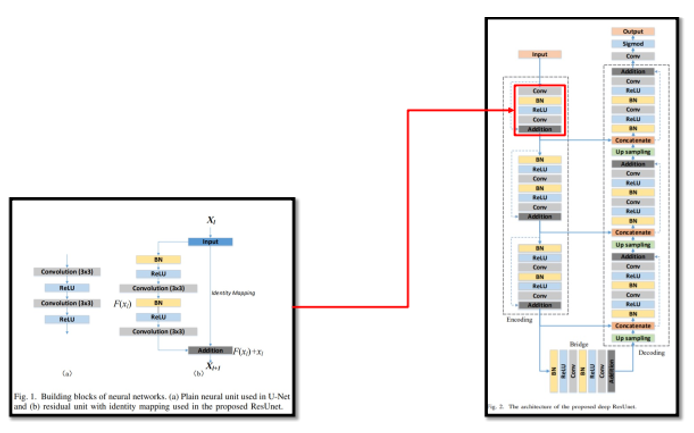 Xi
Input
BN
ReLU
Convolution (3x3)
Identity Mapping
F(xi)
BN
ReLU
Convolution (3x3)
Addition
F(xi)+xi
Xi+1
Convolution (3x3)
ReLU
Convolution (3x3)
ReLU
(a)
(b)
Fig. 1. Building blocks of neural networks. (a) Plain neural unit used in U-Net
and (b) residual unit with identity mapping used in the proposed ResUnet.
Input
Conv
BN
ReLU
Conv
Addition
BN
ReLU
Conv
BN
ReLU
Conv
Addition
BN
ReLU
Conv
BN
ReLU
Conv
Addition
Encoding
Bridge
BN
ReLU
Conv
BN
ReLU
Conv
Addition
Output
Sigmod
Conv
Addition
Conv
ReLU
BN
Conv
ReLU
BN
Concatenate
Up sampling
Addition
Conv
ReLU
BN
Conv
ReLU
BN
Concatenate
Up sampling
Addition
Conv
ReLU
BN
Conv
ReLU
BN
Concatenate
Up sampling
Decoding
Fig. 2. The architecture of the proposed deep ResUnet.